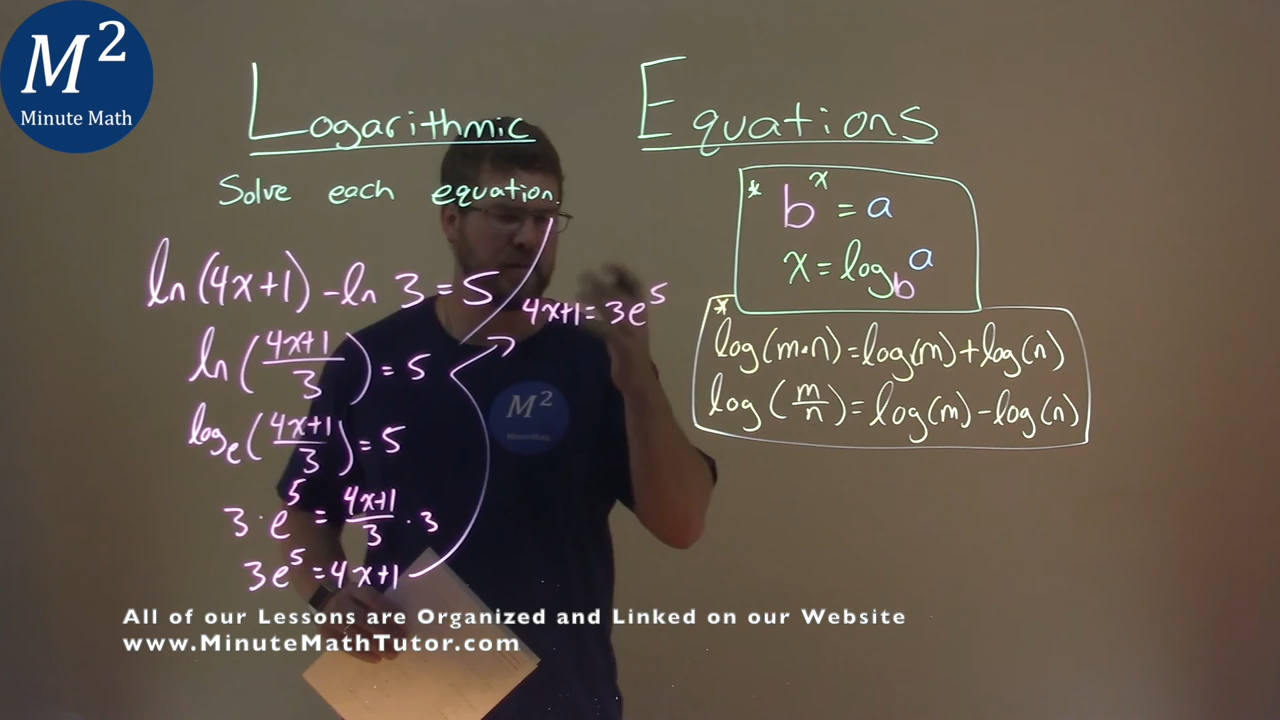 M²
Minute Math
Logarithmic Equations
Solve each equation.
ln(4x+1) - ln 3 = 5
ln((4x+1)/3) = 5
logₑ((4x+1)/3) = 5
3 · e⁵ = (4x+1)/3 · 3
3e⁵ = 4x+1
4x+1 = 3e⁵
* bˣ = a
x = log_b a
* log(m·n) = log(m) + log(n)
log(m/n) = log(m) - log(n)
M²
MinuteMath
All of our Lessons are Organized and Linked on our Website
www.MinuteMathTutor.com